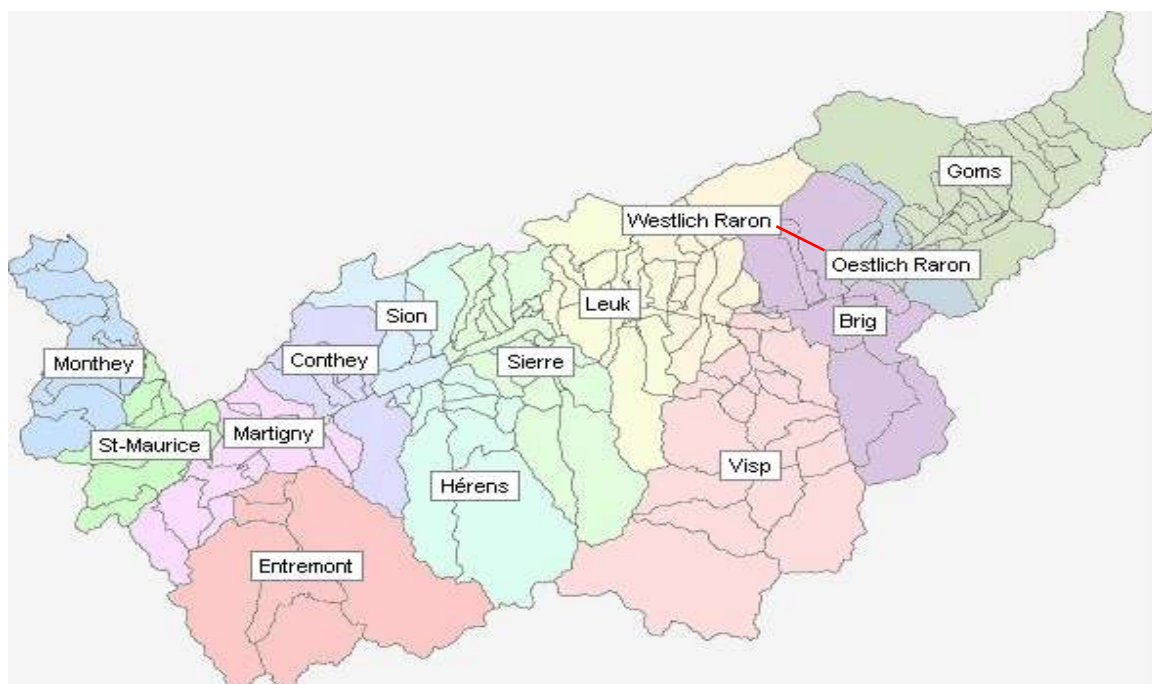 Goms
Westlich Raron
Oestlich Raron
Leuk
Sion
Brig
Conthey
Sierre
Monthey
St-Maurice
Martigny
Visp
Hérens
Entremont